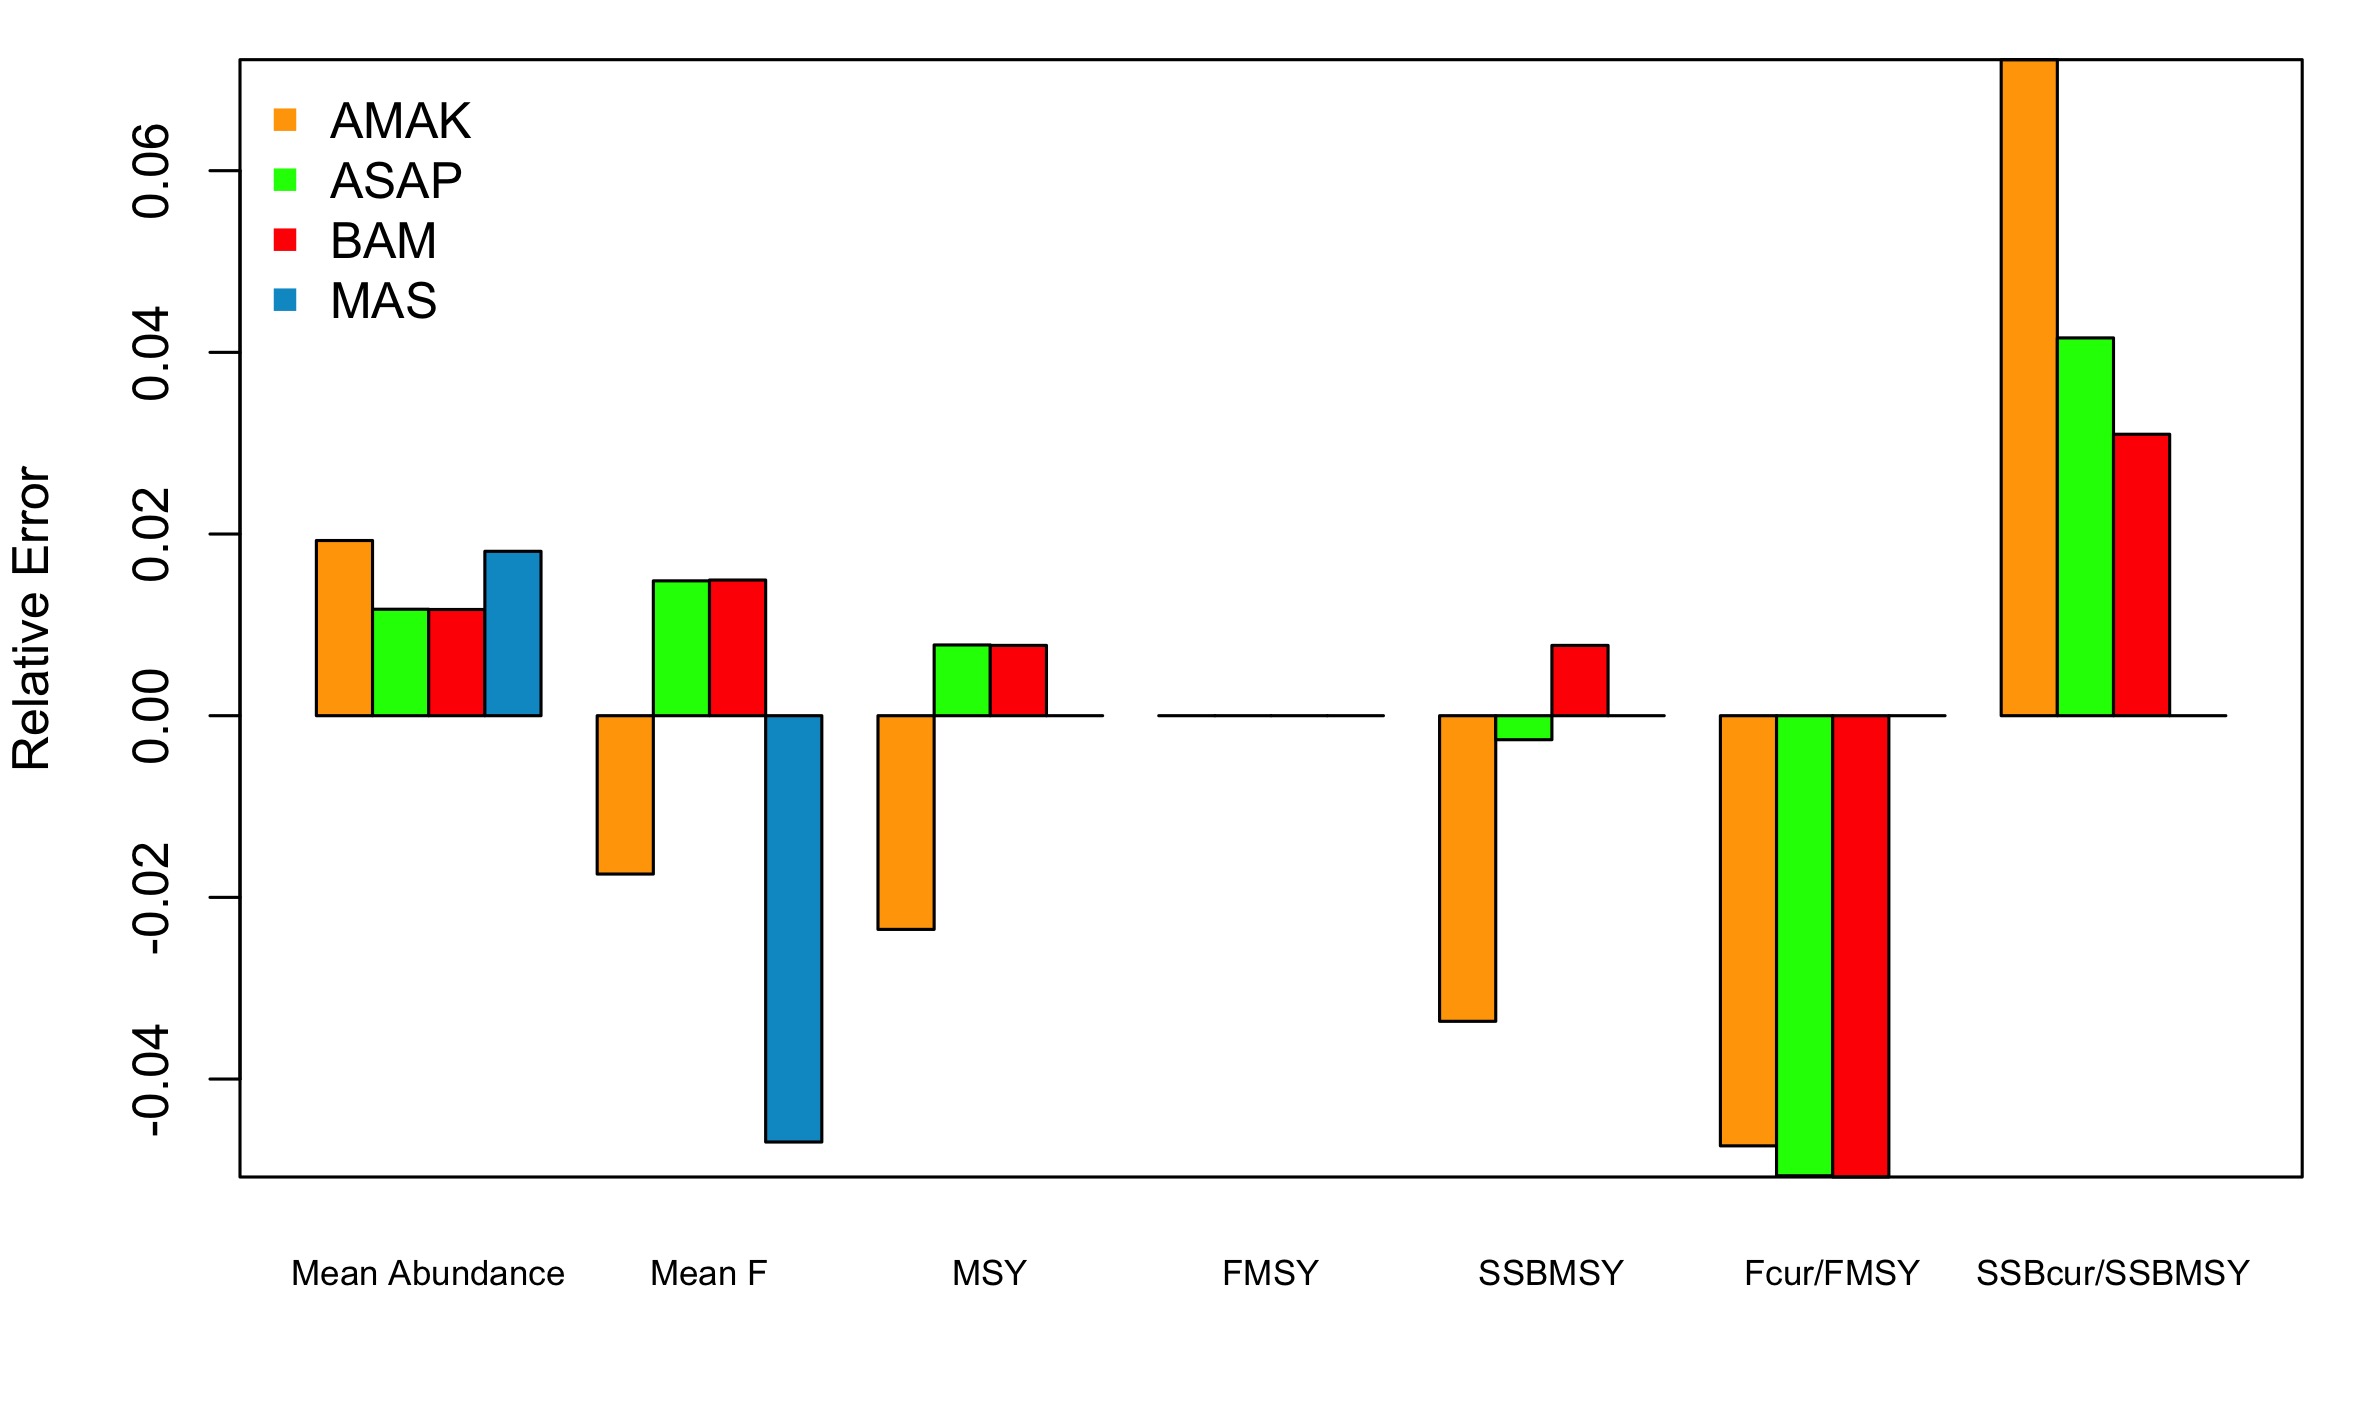 AMAK
ASAP
BAM
MAS
Relative Error
0.06
0.04
0.02
0.00
-0.02
-0.04
Mean Abundance Mean F MSY FMSY SSBMSY Fcur/FMSY SSBcur/SSBMSY